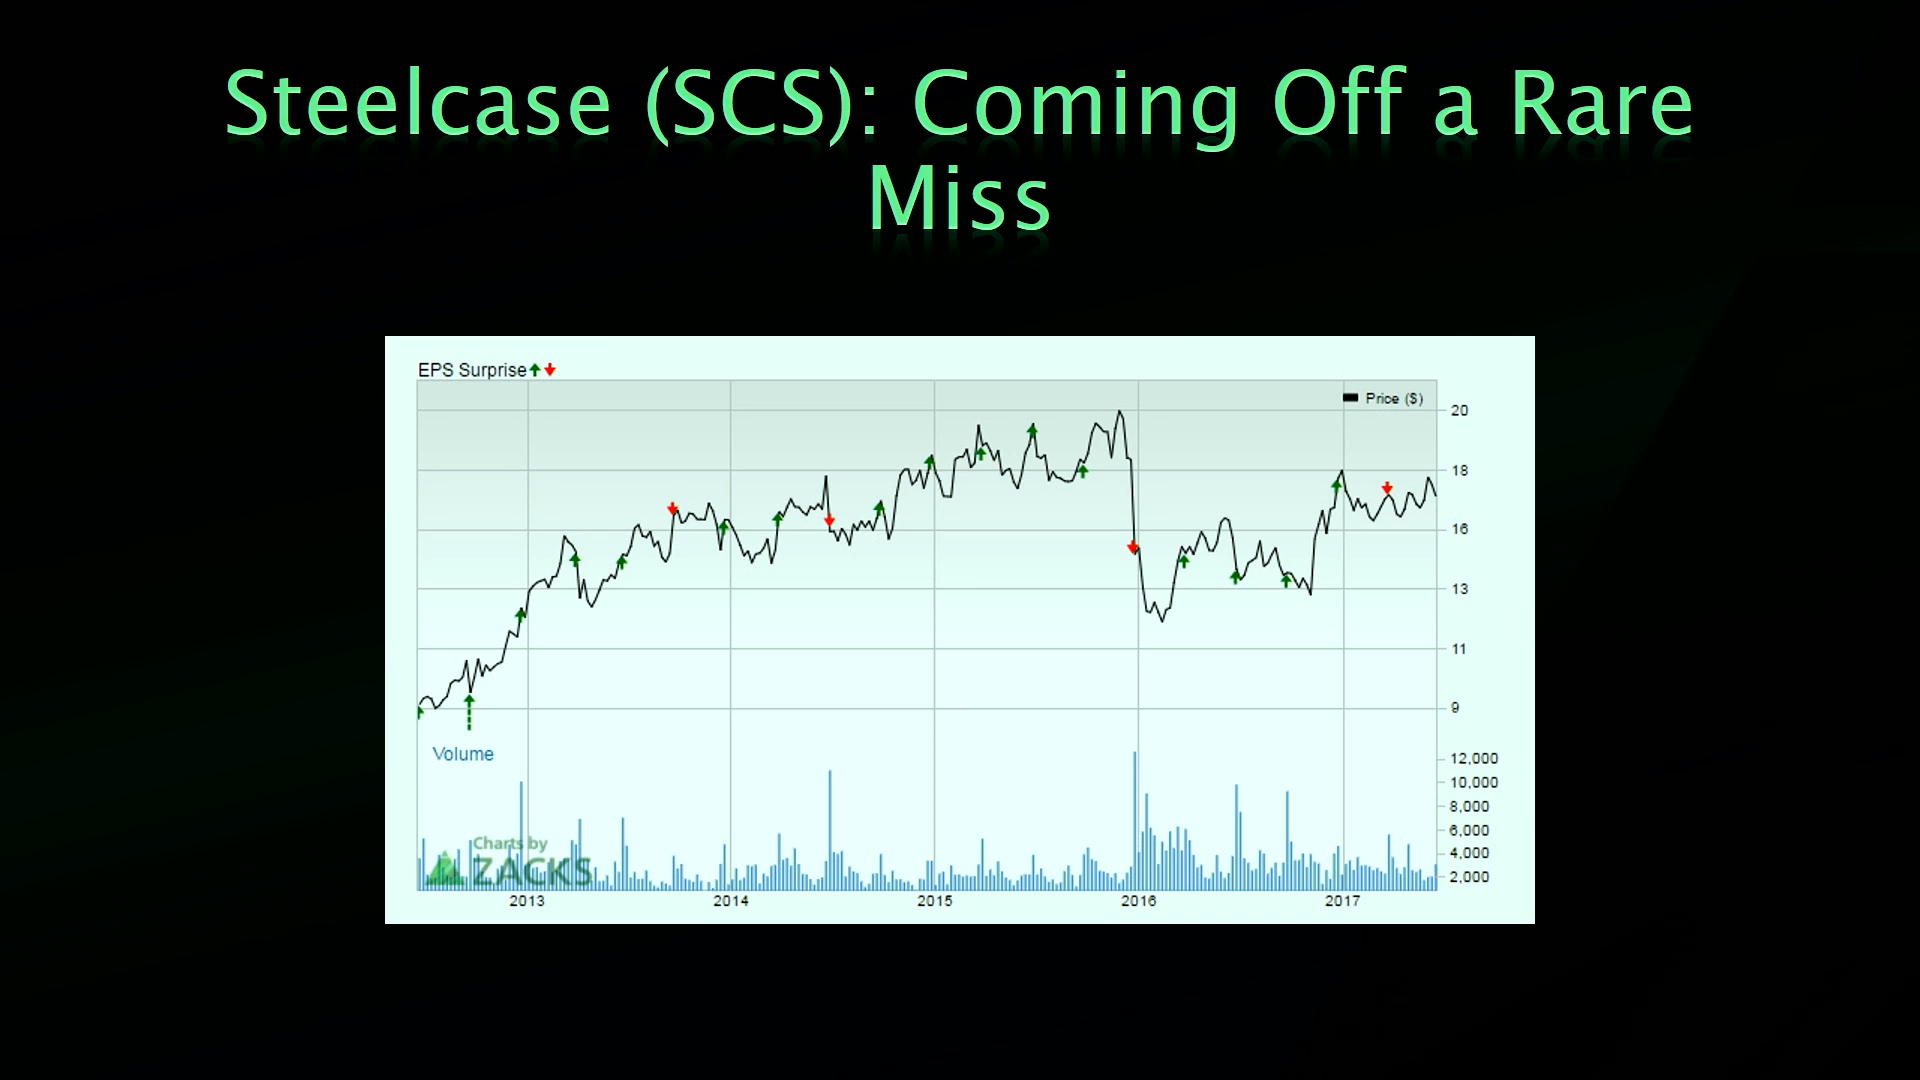 Steelcase (SCS): Coming Off a Rare
Miss
EPS Surprise
Price ($)
20
18
16
13
11
9
Volume
12,000
10,000
8,000
6,000
4,000
2,000
Charts by
ZACKS
2013 2014 2015 2016 2017